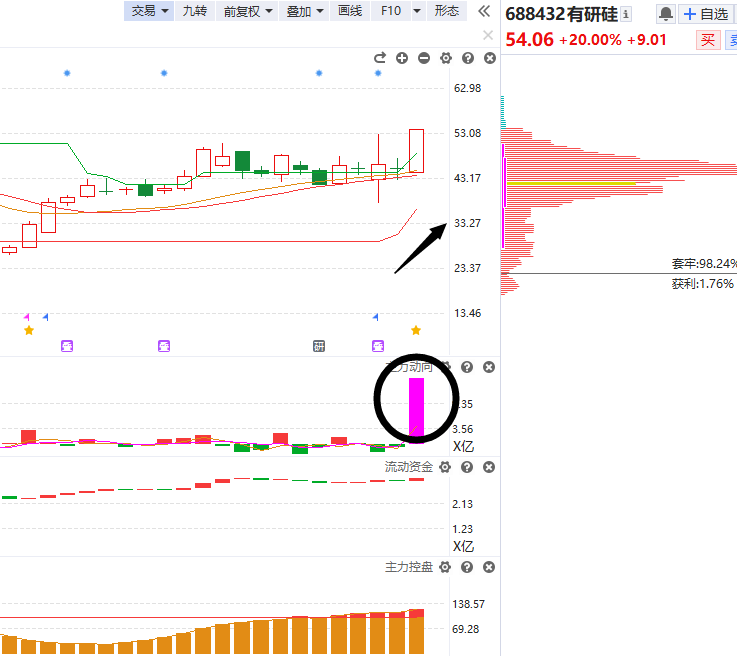 交易 九转 前复权 叠加 画线 F10 形态
688432有研硅
自选
54.06 +20.00% +9.01
买
62.98
53.08
43.17
33.27
23.37
13.46
套牢:98.24%
获利:1.76%
研
主力动向
.35
3.56
X亿
流动资金
2.13
1.23
X亿
主力控盘
138.57
69.28